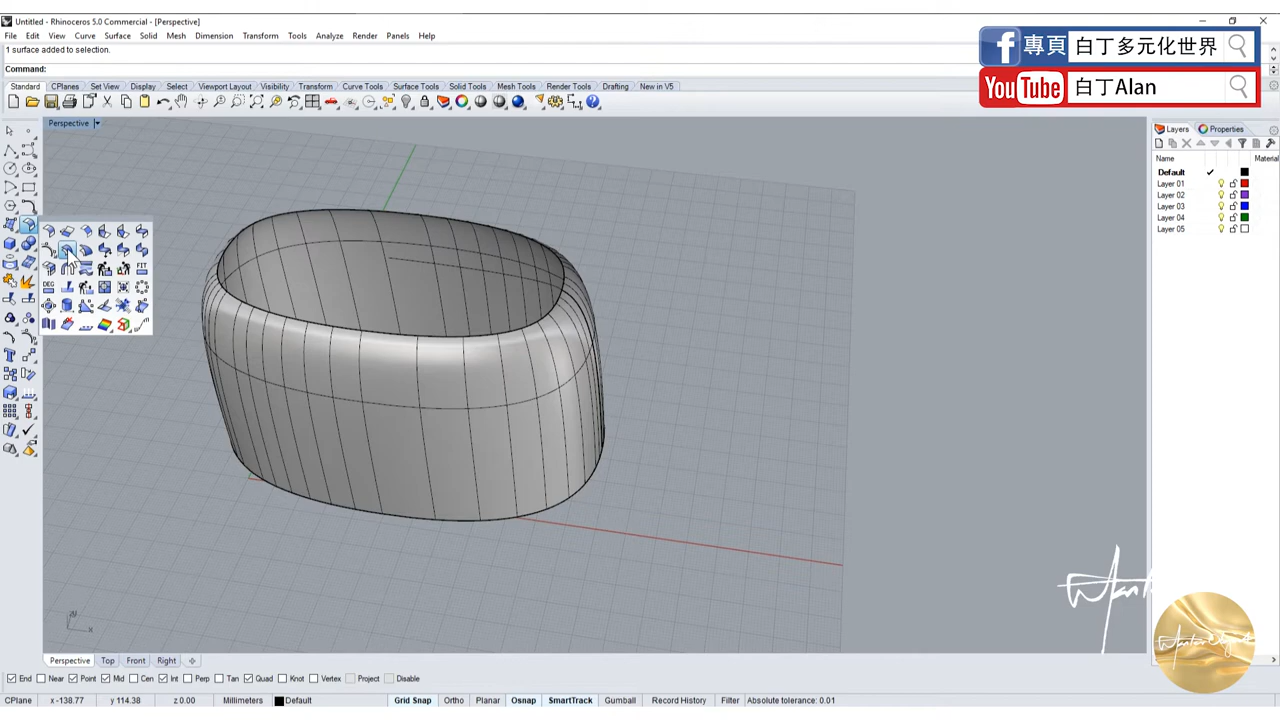 Untitled - Rhinoceros 5.0 Commercial - [Perspective]
File Edit View Curve Surface Solid Mesh Dimension Transform Tools Analyze Render Panels Help
1 surface added to selection.
Command:
專頁 白丁多元化世界
YouTube 白丁Alan
Standard CPlanes Set View Display Select Viewport Layout Visibility Transform Curve Tools Surface Tools Solid Tools Mesh Tools Render Tools Drafting New in V5
Perspective
Layers Properties
Name Material
Default
Layer 01
Layer 02
Layer 03
Layer 04
Layer 05
FIT
DEG
x
Perspective Top Front Right
End Near Point Mid Cen Int Perp Tan Quad Knot Vertex Project Disable
CPlane x -138.77 y 114.38 z 0.00 Millimeters Default Grid Snap Ortho Planar Osnap SmartTrack Gumball Record History Filter Absolute tolerance: 0.01